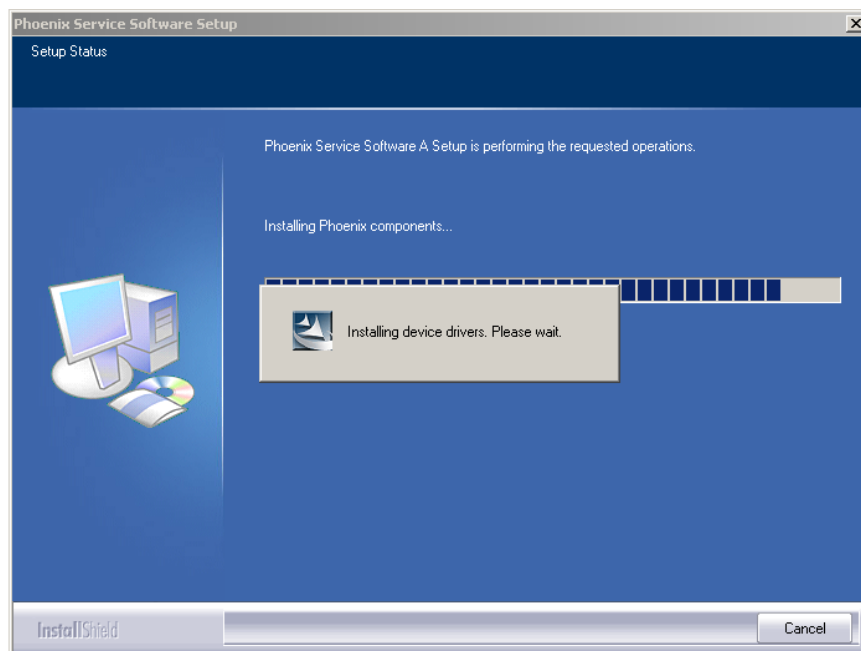 Phoenix Service Software Setup
Setup Status
Phoenix Service Software A Setup is performing the requested operations.
Installing Phoenix components...
Installing device drivers. Please wait.
InstallShield
Cancel